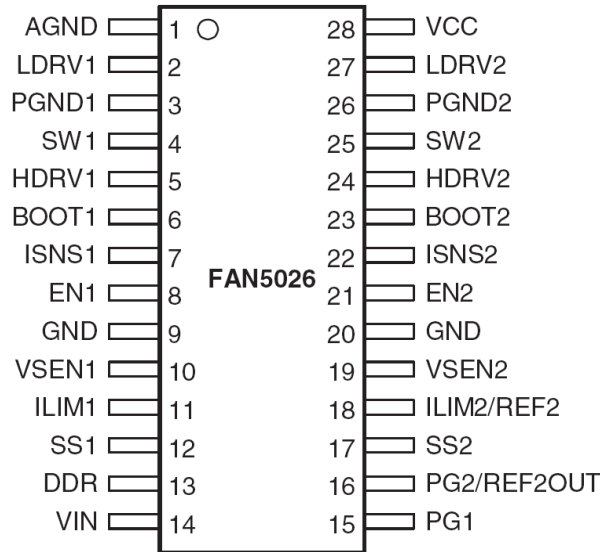 AGND 1 28 VCC
LDRV1 2 27 LDRV2
PGND1 3 26 PGND2
SW1 4 25 SW2
HDRV1 5 24 HDRV2
BOOT1 6 23 BOOT2
ISNS1 7 22 ISNS2
FAN5026
EN1 8 21 EN2
GND 9 20 GND
VSEN1 10 19 VSEN2
ILIM1 11 18 ILIM2/REF2
SS1 12 17 SS2
DDR 13 16 PG2/REF2OUT
VIN 14 15 PG1